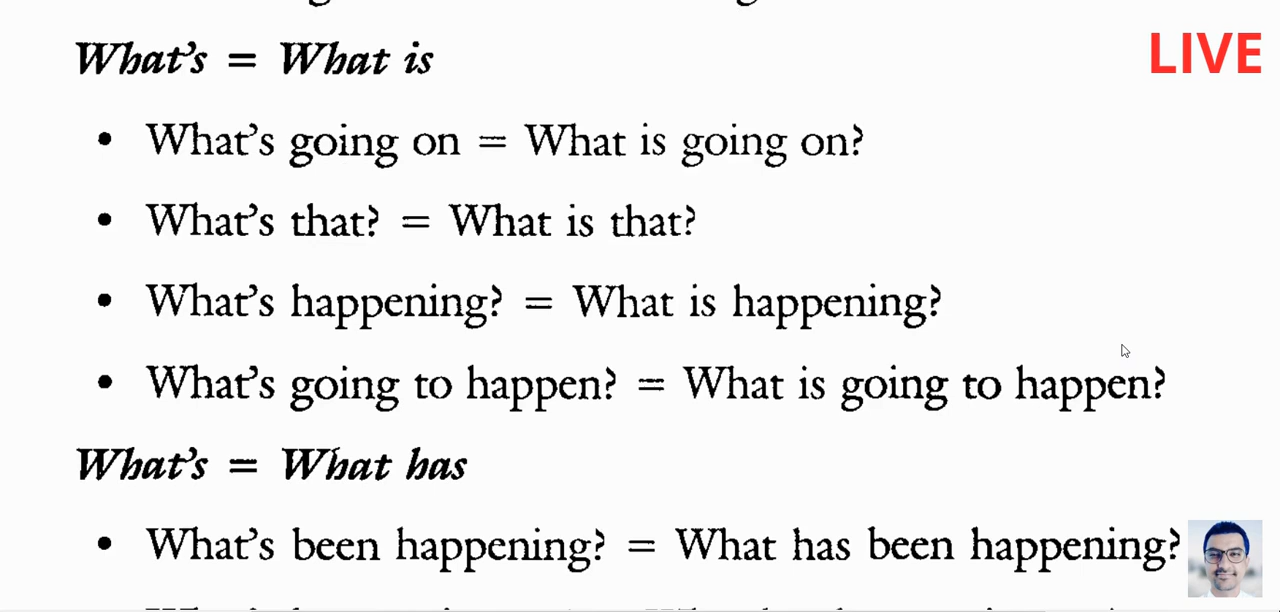 What's = What is
LIVE
• What's going on = What is going on?
• What's that? = What is that?
• What's happening? = What is happening?
• What's going to happen? = What is going to happen?
What's = What has
• What's been happening? = What has been happening?